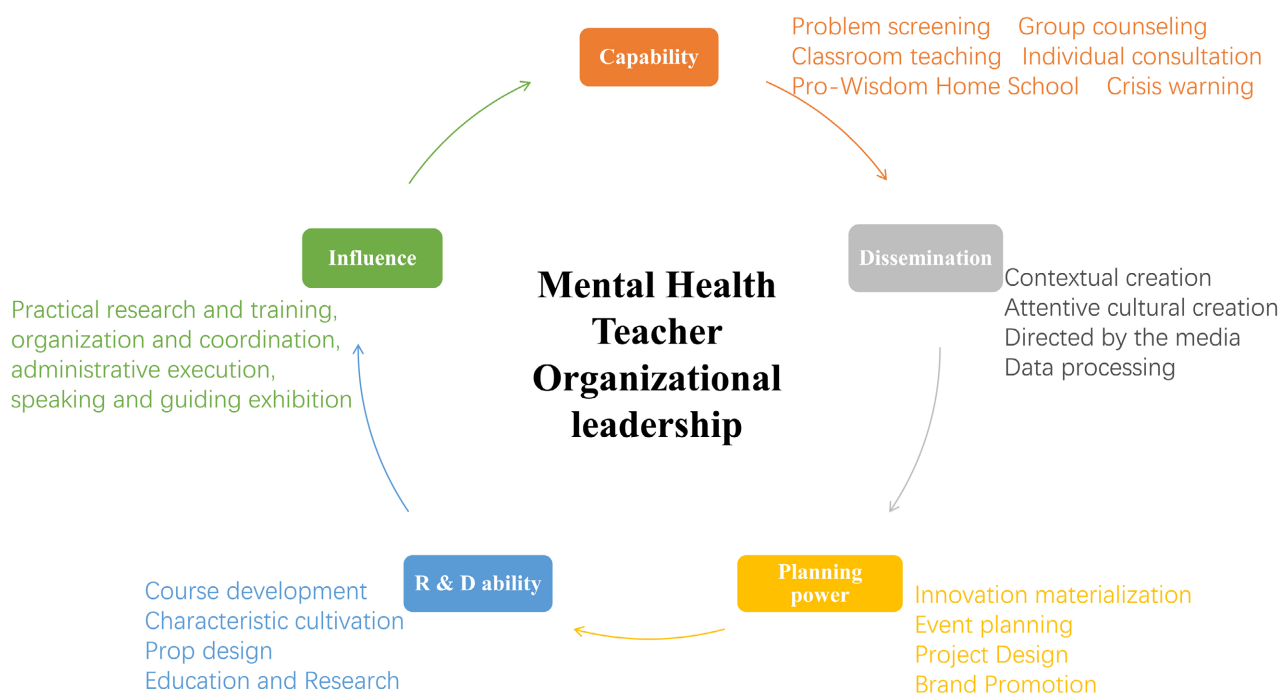 Capability
Problem screening Group counseling
Classroom teaching Individual consultation
Pro-Wisdom Home School Crisis warning
Influence
Practical research and training,
organization and coordination,
administrative execution,
speaking and guiding exhibition
Mental Health
Teacher
Organizational
leadership
Dissemination
Contextual creation
Attentive cultural creation
Directed by the media
Data processing
R & D ability
Course development
Characteristic cultivation
Prop design
Education and Research
Planning
power
Innovation materialization
Event planning
Project Design
Brand Promotion